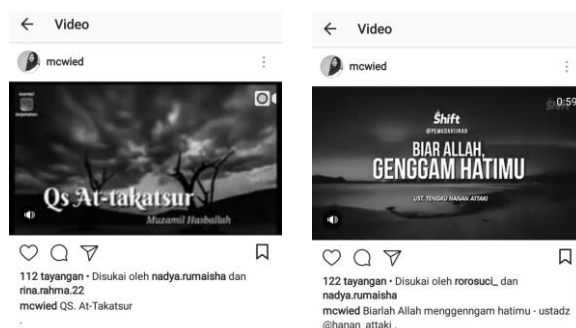 ← Video
mcwied
Qs At-takatsur
Muzamil Hasballah
112 tayangan • Disukai oleh nadya.rumaisha dan
rina.rahma.22
mcwied QS. At-Takatsur
.
← Video
mcwied
0:59
Shift
BIAR ALLAH,
GENGGAM HATIMU
UST. TENGKU HANAN ATTAKI
122 tayangan • Disukai oleh rorosuci_ dan
nadya.rumaisha
mcwied Biarlah Allah menggenngam hatimu - ustadz
@hanan_attaki .